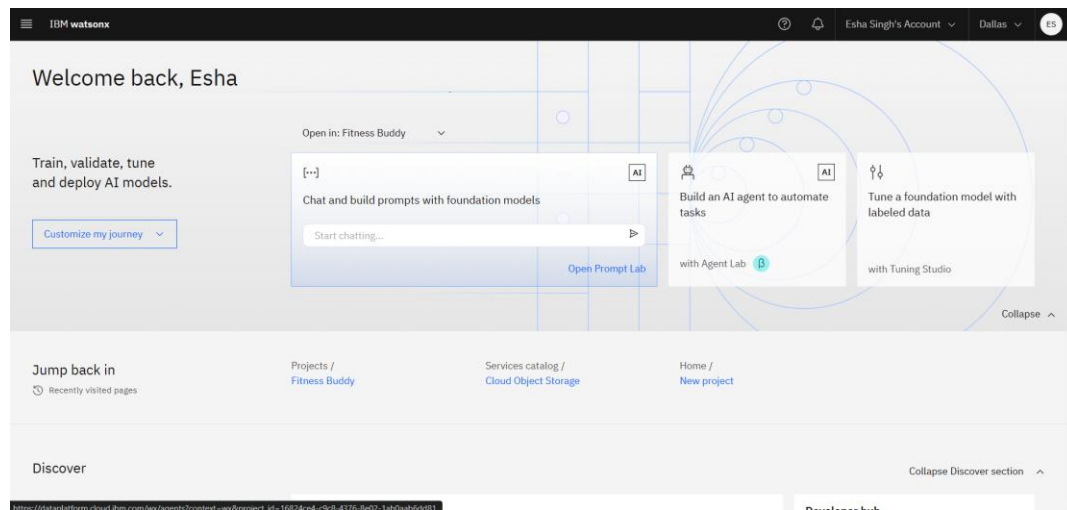 IBM watsonx
Esha Singh's Account
Dallas
ES
Welcome back, Esha
Open in: Fitness Buddy
Train, validate, tune
and deploy AI models.
Customize my journey
[...]
AI
Chat and build prompts with foundation models
Start chatting...
Open Prompt Lab
AI
Build an AI agent to automate
tasks
with Agent Lab β
Tune a foundation model with
labeled data
with Tuning Studio
Collapse
Jump back in
Recently visited pages
Projects /
Fitness Buddy
Services catalog /
Cloud Object Storage
Home /
New project
Discover
Collapse Discover section
Developer hub